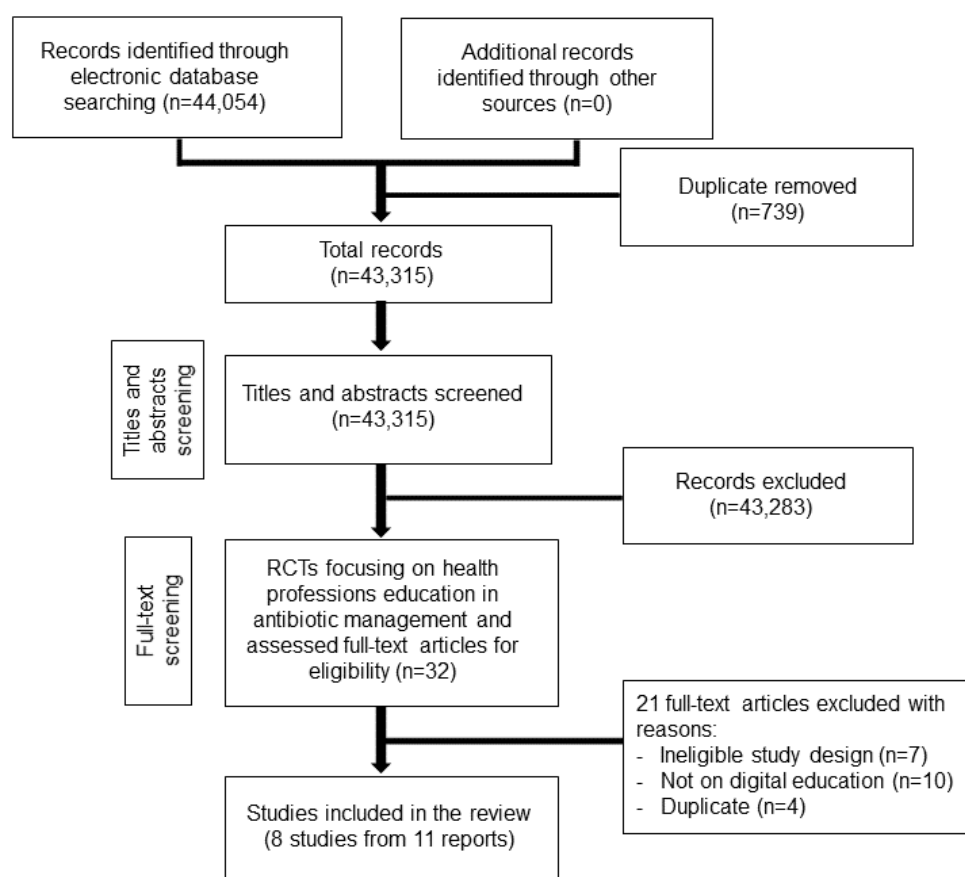 Records identified through
electronic database
searching (n=44,054)
Additional records
identified through other
sources (n=0)
Duplicate removed
(n=739)
Total records
(n=43,315)
Titles and
abstracts
screening
Titles and abstracts screened
(n=43,315)
Records excluded
(n=43,283)
Full-text
screening
RCTs focusing on health
professions education in
antibiotic management and
assessed full-text articles for
eligibility (n=32)
21 full-text articles excluded with
reasons:
- Ineligible study design (n=7)
- Not on digital education (n=10)
- Duplicate (n=4)
Studies included in the review
(8 studies from 11 reports)